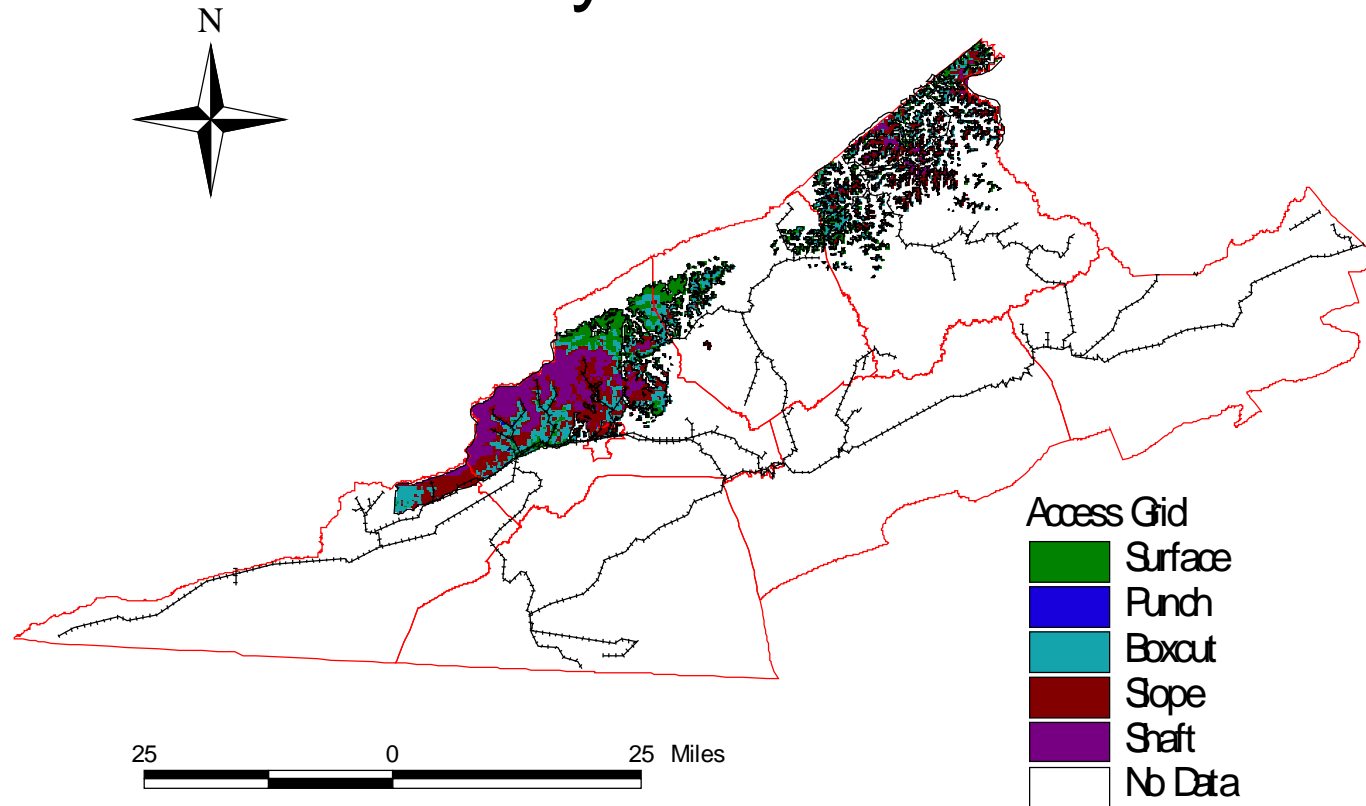 N
Access Grid
Surface
Punch
Boxcut
Slope
Shaft
No Data
25 0 25 Miles